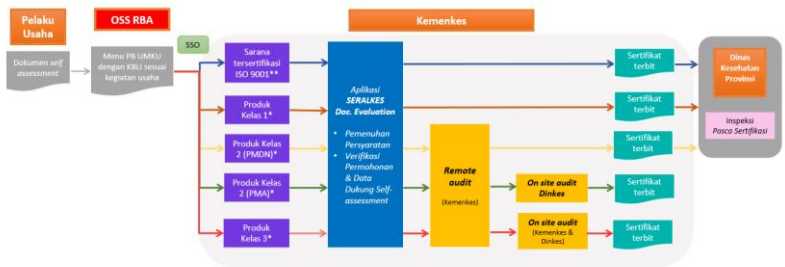 Pelaku
Usaha
OSS RBA
Kemenkes
SSO
Dokumen self
assessment
Menu PB UMKU
dengan KBLI sesuai
kegiatan usaha
Sarana
tersertifikasi
ISO 9001**
Produk
Kelas 1*
Produk Kelas
2 (PMDN)*
Produk Kelas
2 (PMA)*
Produk
Kelas 3*
Aplikasi
SERALKES
Doc. Evaluation
• Pemenuhan
Persyaratan
• Verifikasi
Permohonan
& Data
Dukung Self-
assessment
Remote
audit
(Kemenkes)
On site audit
Dinkes
On site audit
(Kemenkes &
Dinkes)
Sertifikat
terbit
Sertifikat
terbit
Sertifikat
terbit
Sertifikat
terbit
Sertifikat
terbit
Dinas
Kesehatan
Provinsi
Inspeksi
Pasca Sertifikasi